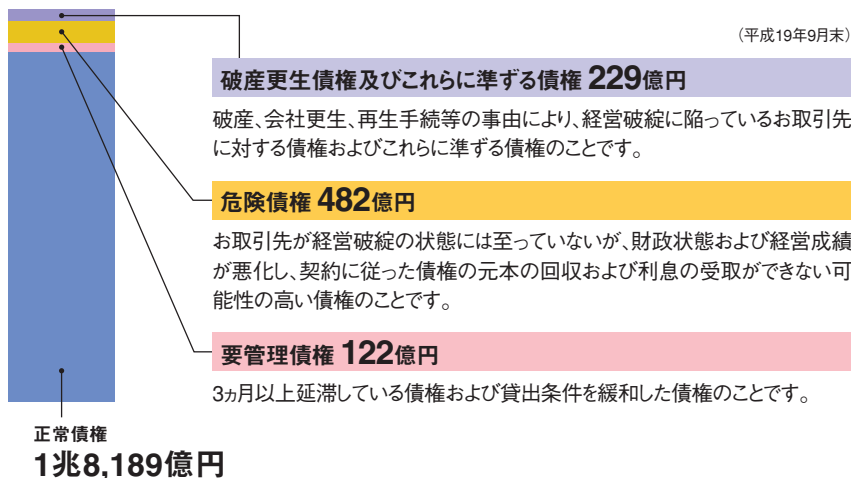 （平成19年9月末）
破産更生債権及びこれらに準ずる債権 229億円
破産、会社更生、再生手続等の事由により、経営破綻に陥っているお取引先
に対する債権およびこれらに準ずる債権のことです。
危険債権 482億円
お取引先が経営破綻の状態には至っていないが、財政状態および経営成績
が悪化し、契約に従った債権の元本の回収および利息の受取ができない可
能性の高い債権のことです。
要管理債権 122億円
3ヵ月以上延滞している債権および貸出条件を緩和した債権のことです。
正常債権
1兆8,189億円